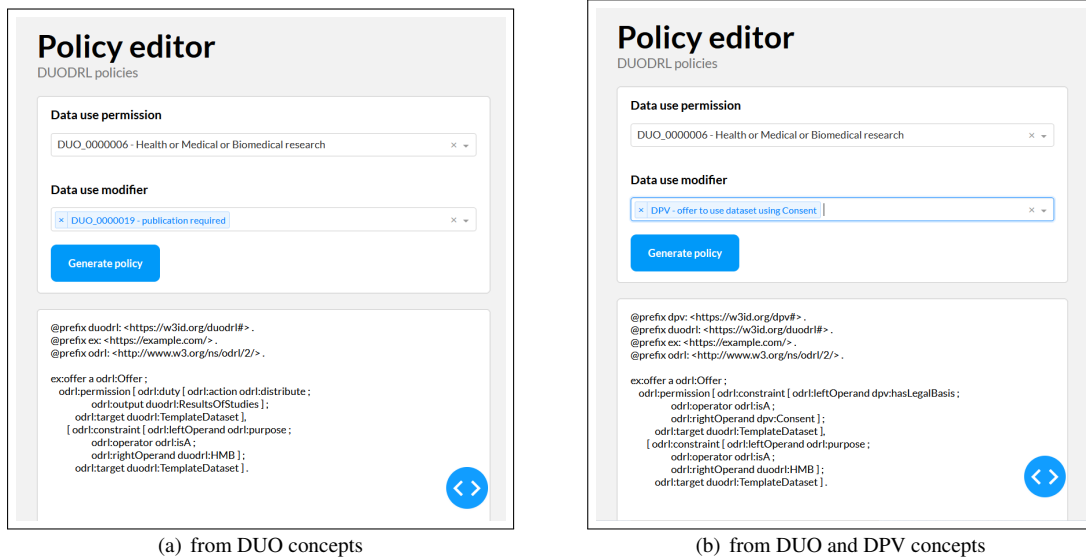 Policy editor
DUODRL policies
Data use permission
DUO_0000006 - Health or Medical or Biomedical research
Data use modifier
× DUO_0000019 - publication required
Generate policy
@prefix duodrl: <https://w3id.org/duodrl#> .
@prefix ex: <https://example.com/> .
@prefix odrl: <http://www.w3.org/ns/odrl/2/> .
ex:offer a odrl:Offer ;
odrl:permission [ odrl:duty [ odrl:action odrl:distribute ;
odrl:output duodrl:ResultsOfStudies ] ;
odrl:target duodrl:TemplateDataset ],
[ odrl:constraint [ odrl:leftOperand odrl:purpose ;
odrl:operator odrl:isA ;
odrl:rightOperand duodrl:HMB ] ;
odrl:target duodrl:TemplateDataset ] .
(a) from DUO concepts
Policy editor
DUODRL policies
Data use permission
DUO_0000006 - Health or Medical or Biomedical research
Data use modifier
× DPV - offer to use dataset using Consent
Generate policy
@prefix dpv: <https://w3id.org/dpv#> .
@prefix duodrl: <https://w3id.org/duodrl#> .
@prefix ex: <https://example.com/> .
@prefix odrl: <http://www.w3.org/ns/odrl/2/> .
ex:offer a odrl:Offer ;
odrl:permission [ odrl:constraint [ odrl:leftOperand dpv:hasLegalBasis ;
odrl:operator odrl:isA ;
odrl:rightOperand dpv:Consent ] ;
odrl:target duodrl:TemplateDataset ],
[ odrl:constraint [ odrl:leftOperand odrl:purpose ;
odrl:operator odrl:isA ;
odrl:rightOperand duodrl:HMB ] ;
odrl:target duodrl:TemplateDataset ] .
(b) from DUO and DPV concepts